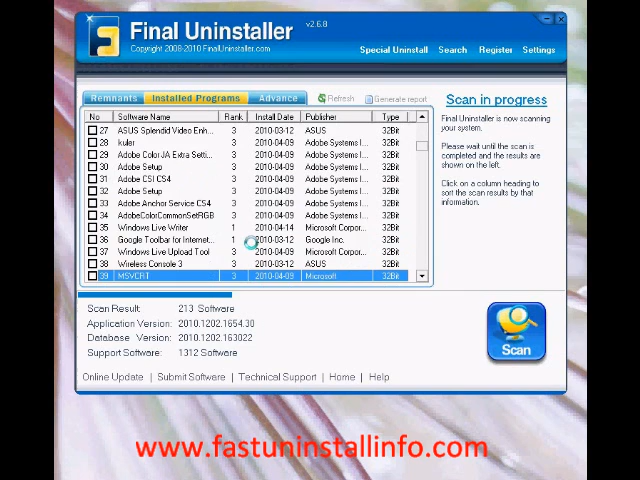 Final Uninstaller v2.6.8
Copyright 2008-2010 FinalUninstaller.com
Special Uninstall Search Register Settings
Remnants Installed Programs Advance Refresh Generate report
No Software Name Rank Install Date Publisher Type
27 ASUS Splendid Video Enh... 3 2010-03-12 ASUS 32Bit
28 kuler 3 2010-04-09 Adobe Systems I... 32Bit
29 Adobe Color JA Extra Setti... 3 2010-04-09 Adobe Systems I... 32Bit
30 Adobe Setup 3 2010-04-09 Adobe Systems I... 32Bit
31 Adobe CSI CS4 3 2010-04-09 Adobe Systems I... 32Bit
32 Adobe Setup 3 2010-04-09 Adobe Systems I... 32Bit
33 Adobe Anchor Service CS4 3 2010-04-09 Adobe Systems I... 32Bit
34 AdobeColorCommonSetRGB 3 2010-04-09 Adobe Systems I... 32Bit
35 Windows Live Writer 1 2010-04-14 Microsoft Corpor... 32Bit
36 Google Toolbar for Internet... 1 2010-03-12 Google Inc. 32Bit
37 Windows Live Upload Tool 3 2010-04-09 Microsoft Corpor... 32Bit
38 Wireless Console 3 3 2010-03-12 ASUS 32Bit
39 MSVCRT 3 2010-04-09 Microsoft 32Bit
Scan in progress
Final Uninstaller is now scanning
your system.
Please wait until the scan is
completed and the results are
shown on the left.
Click on a column heading to
sort the scan results by that
information.
Scan Result: 213 Software
Application Version: 2010.1202.1654.30
Database Version: 2010.1202.163022
Support Software: 1312 Software
Scan
Online Update | Submit Software | Technical Support | Home | Help
www.fastuninstallinfo.com